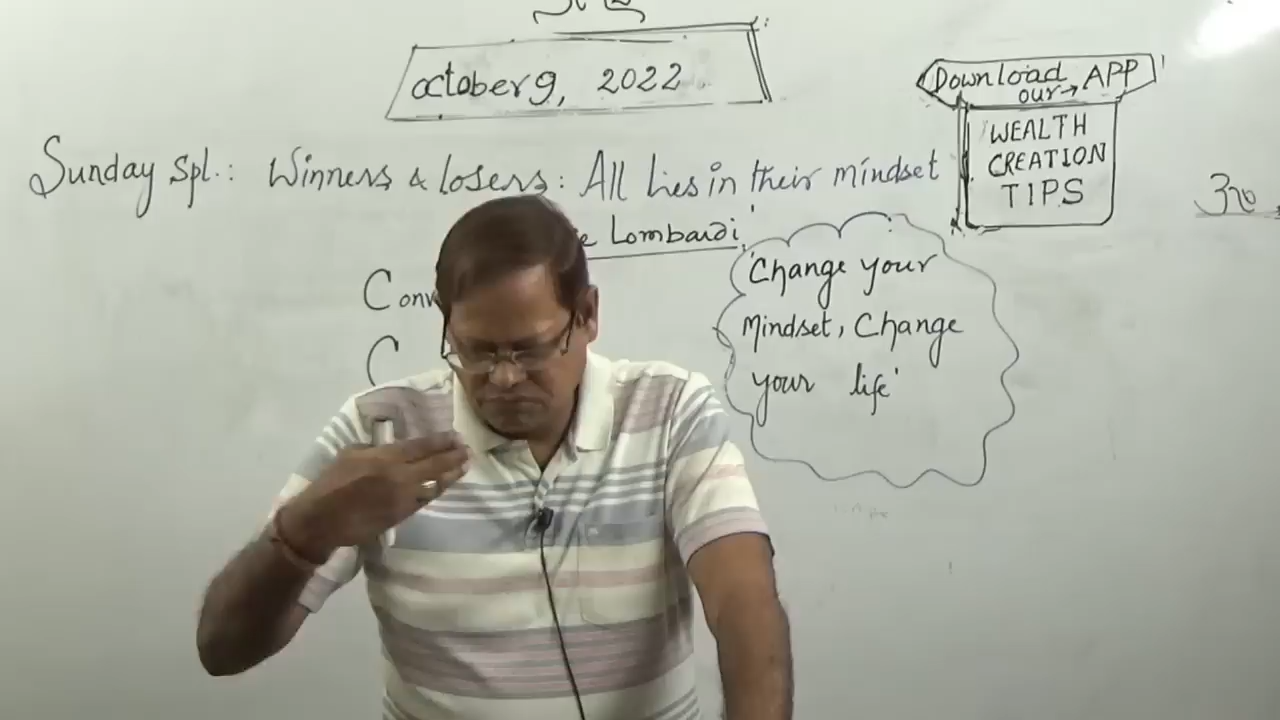 October 9, 2022
Download
our → APP
WEALTH
CREATION
TIPS
Sunday Spl.: Winners & losers: All lies in their mindset
Lombardi'
'Change your
Mindset, Change
your life'